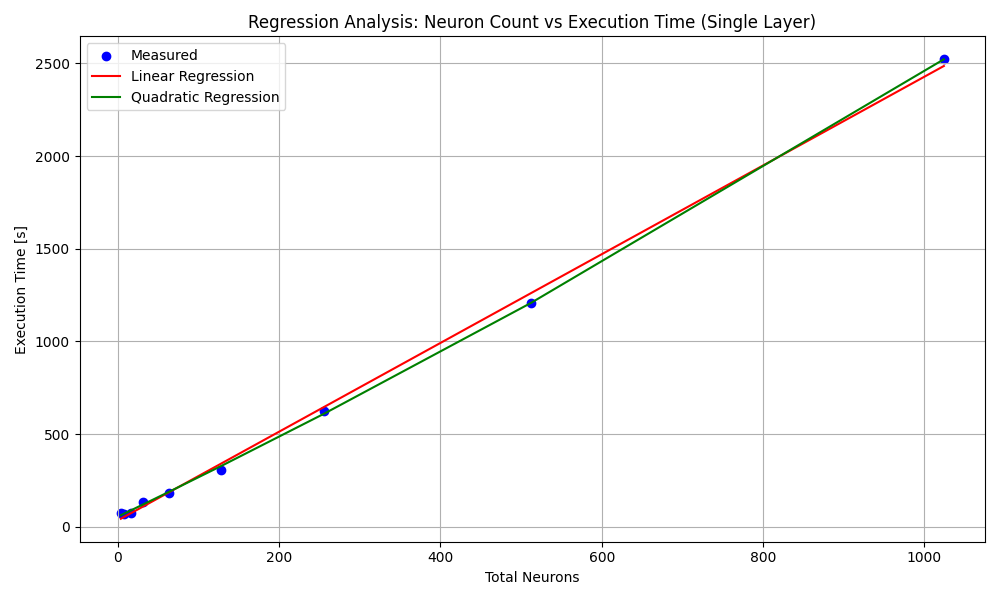 Regression Analysis: Neuron Count vs Execution Time (Single Layer)
Measured
Linear Regression
Quadratic Regression
Execution Time [s]
2500
2000
1500
1000
500
0
0 200 400 600 800 1000
Total Neurons